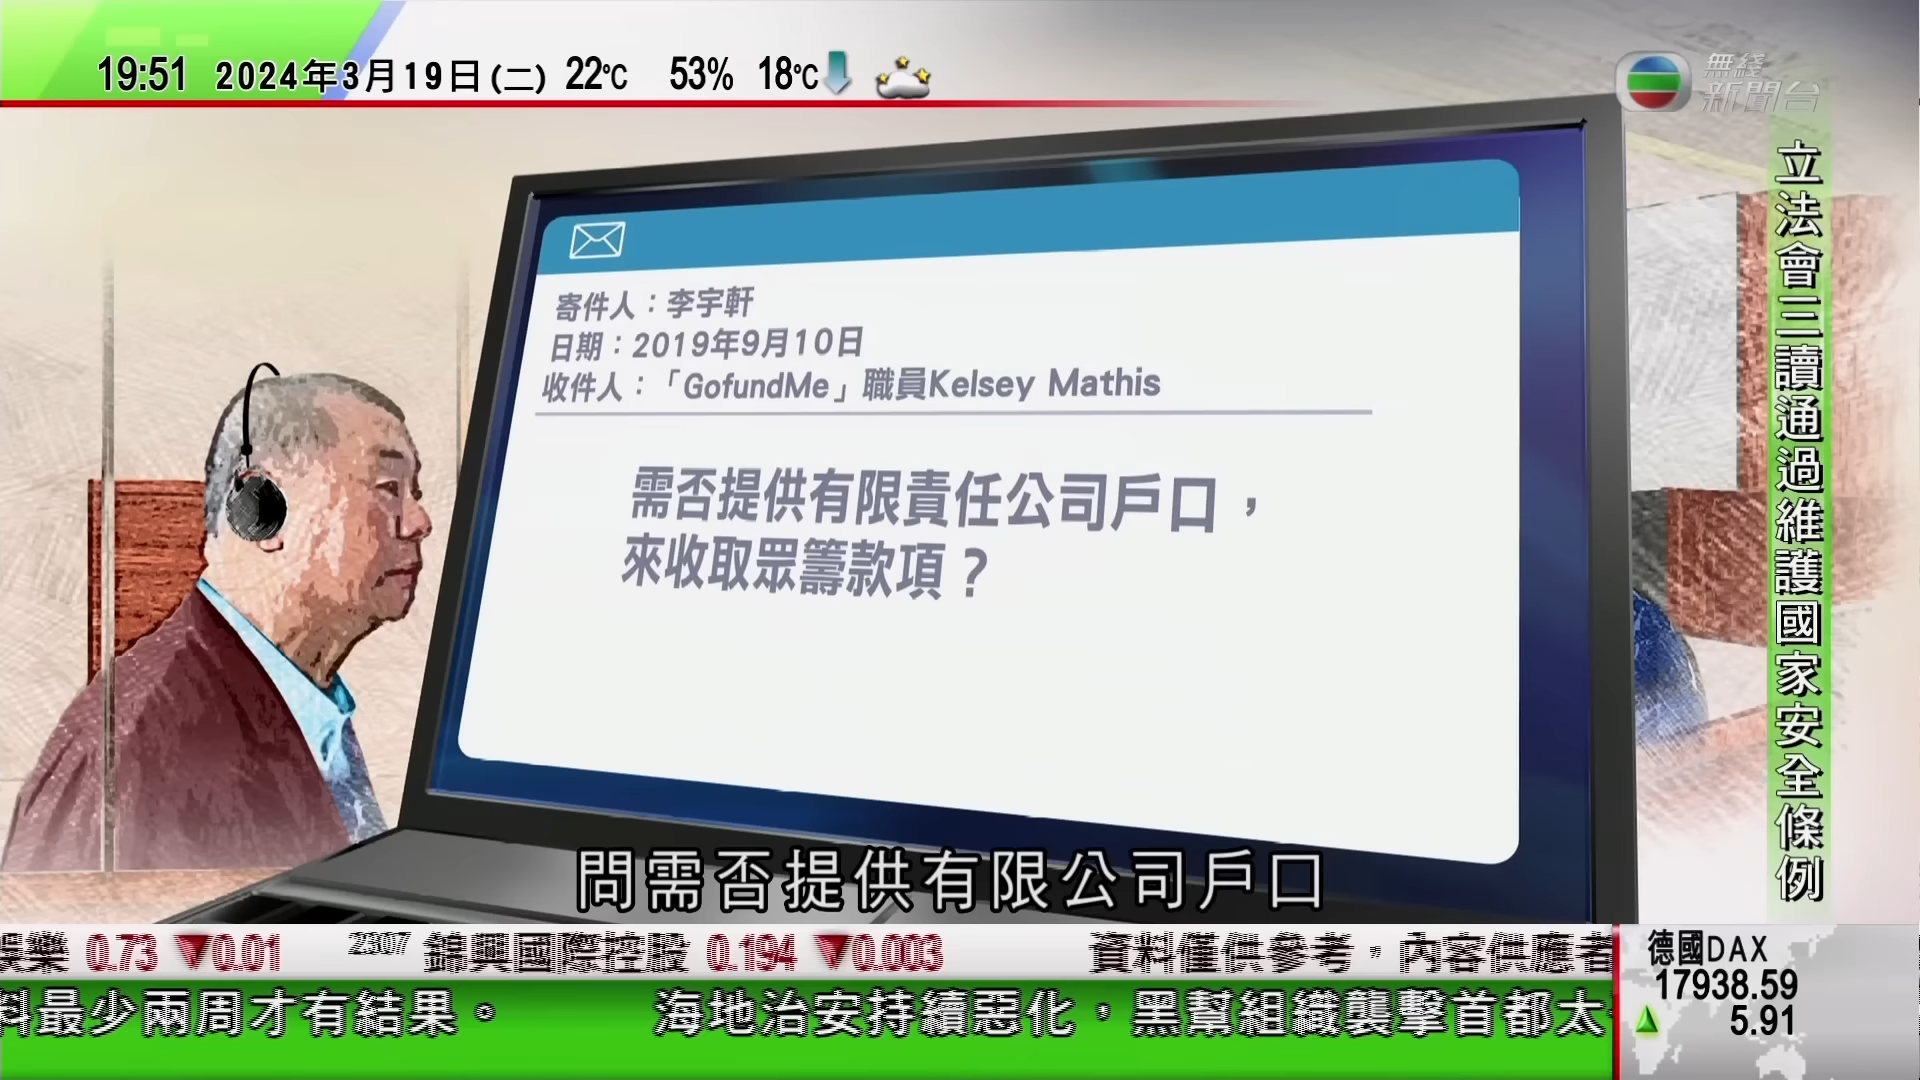 19:51 2024年3月19日(二) 22℃ 53% 18℃
無綫
新聞台
立法會三讀通過維護國家安全條例
寄件人：李宇軒
日期：2019年9月10日
收件人：「GofundMe」職員Kelsey Mathis
需否提供有限責任公司戶口，
來收取眾籌款項？
問需否提供有限公司戶口
娛樂 0.73 ▼0.01 2307 錦興國際控股 0.194 ▼0.003 資料僅供參考，內容供應者
料最少兩周才有結果。 海地治安持續惡化，黑幫組織襲擊首都太
德國DAX
17938.59
▲ 5.91